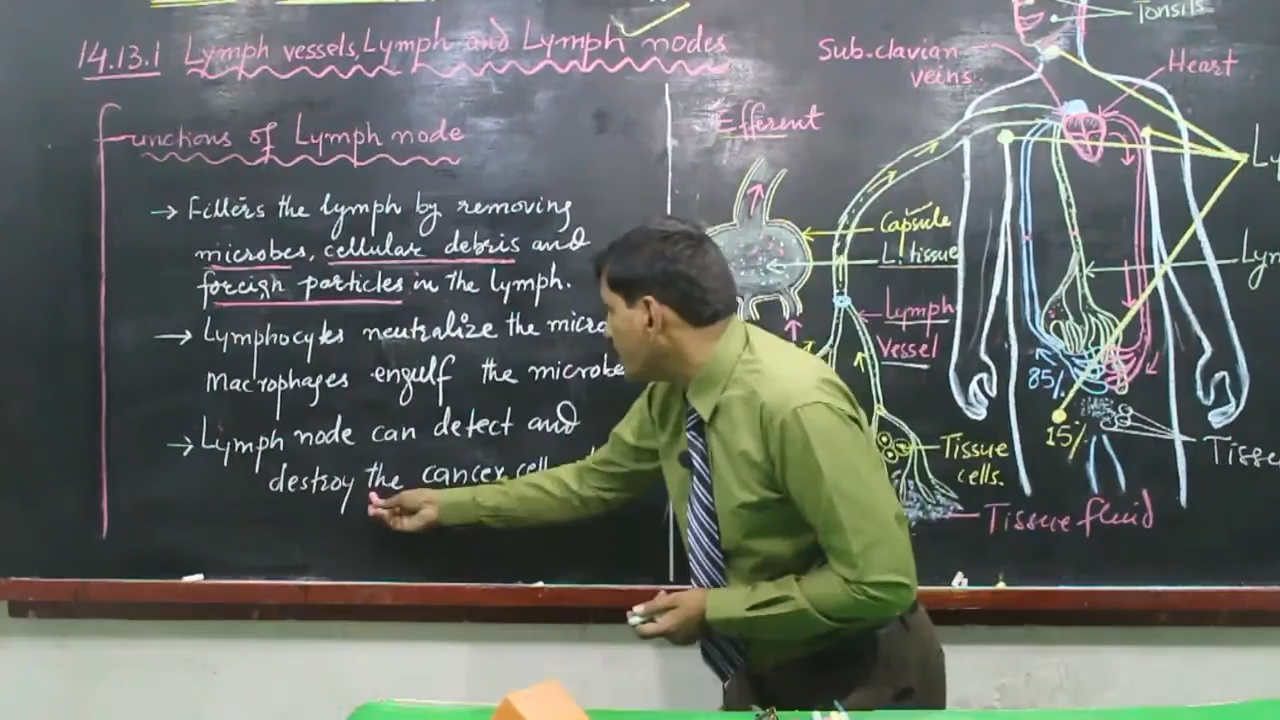 14.13.1 Lymph vessels, Lymph and Lymph nodes
Functions of Lymph node
→ Filters the lymph by removing
microbes, cellular debris and
foreign particles in the lymph.
→ Lymphocytes neutralize the
Macrophages engulf the
→ Lymph node can detect and
destroy the cancer
Efferent
Capsule
L. tissue
Lymph
Vessel
Tissue
cells.
Tissue fluid
Sub.clavian
veins
Heart
Tonsils
85%
15%